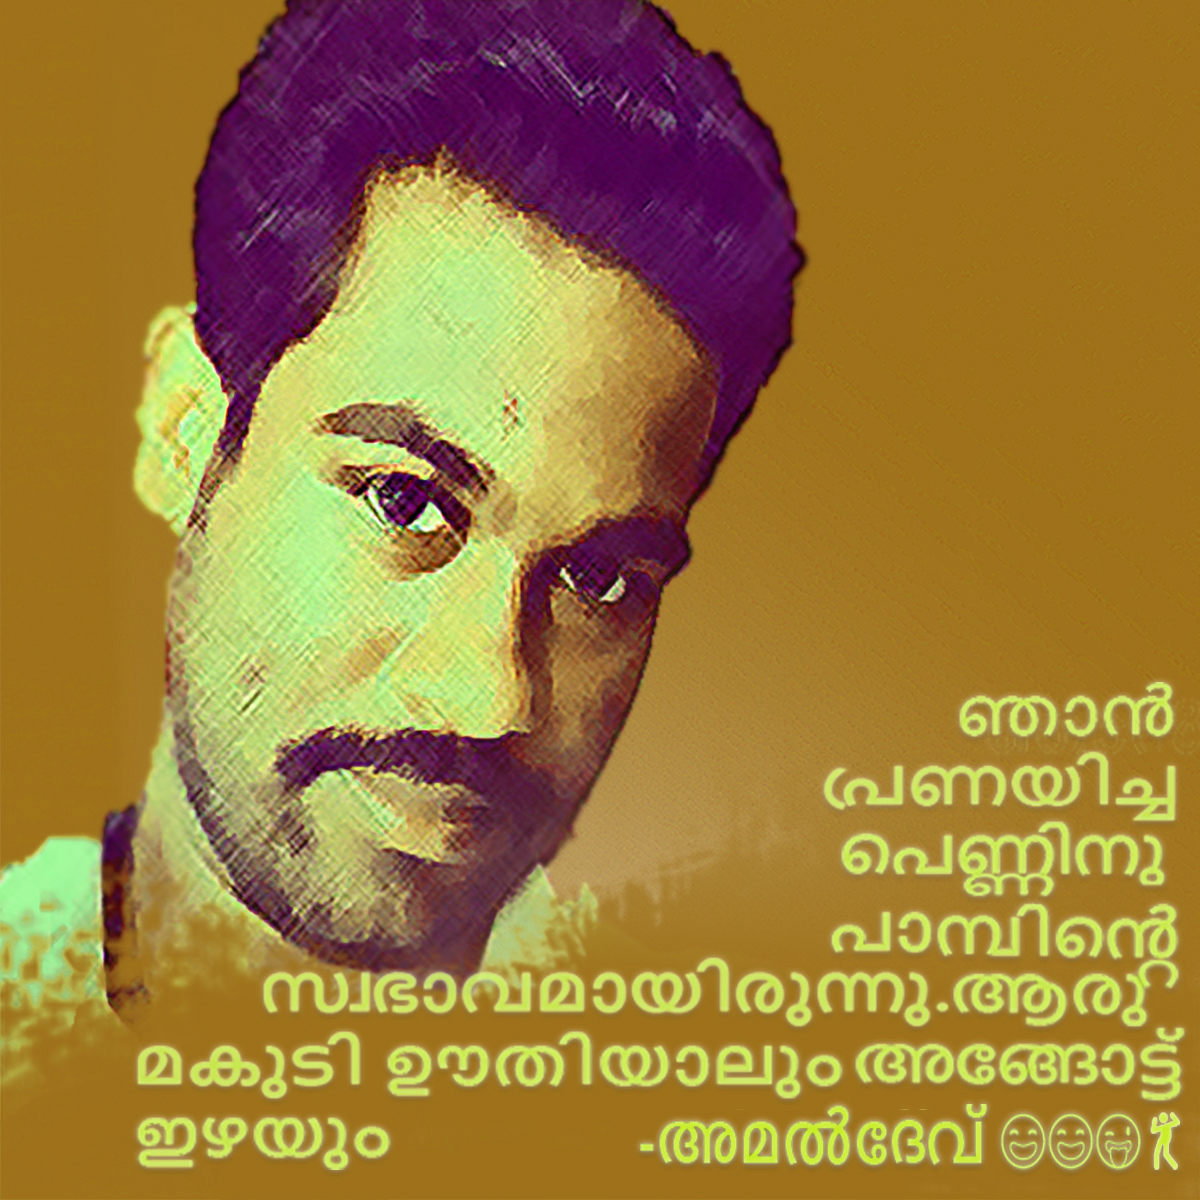 ഞാൻ
പ്രണയിച്ച
പെണ്ണിനു
പാമ്പിന്റെ
സ്വഭാവമായിരുന്നു.ആരു
മകുടി ഊതിയാലും അങ്ങോട്ട്
ഇഴയും -അമൽദേവ് 😄😄😝💃